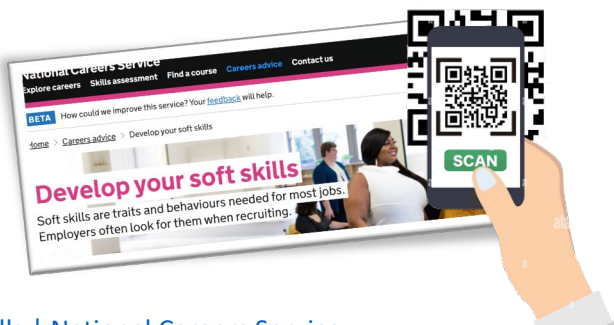 National Careers Service
Explore careers Skills assessment Find a course Careers advice Contact us
BETA How could we improve this service? Your feedback will help.
Home > Careers advice > Develop your soft skills
Develop your soft skills
Soft skills are traits and behaviours needed for most jobs.
Employers often look for them when recruiting.
SCAN
| National Careers Service